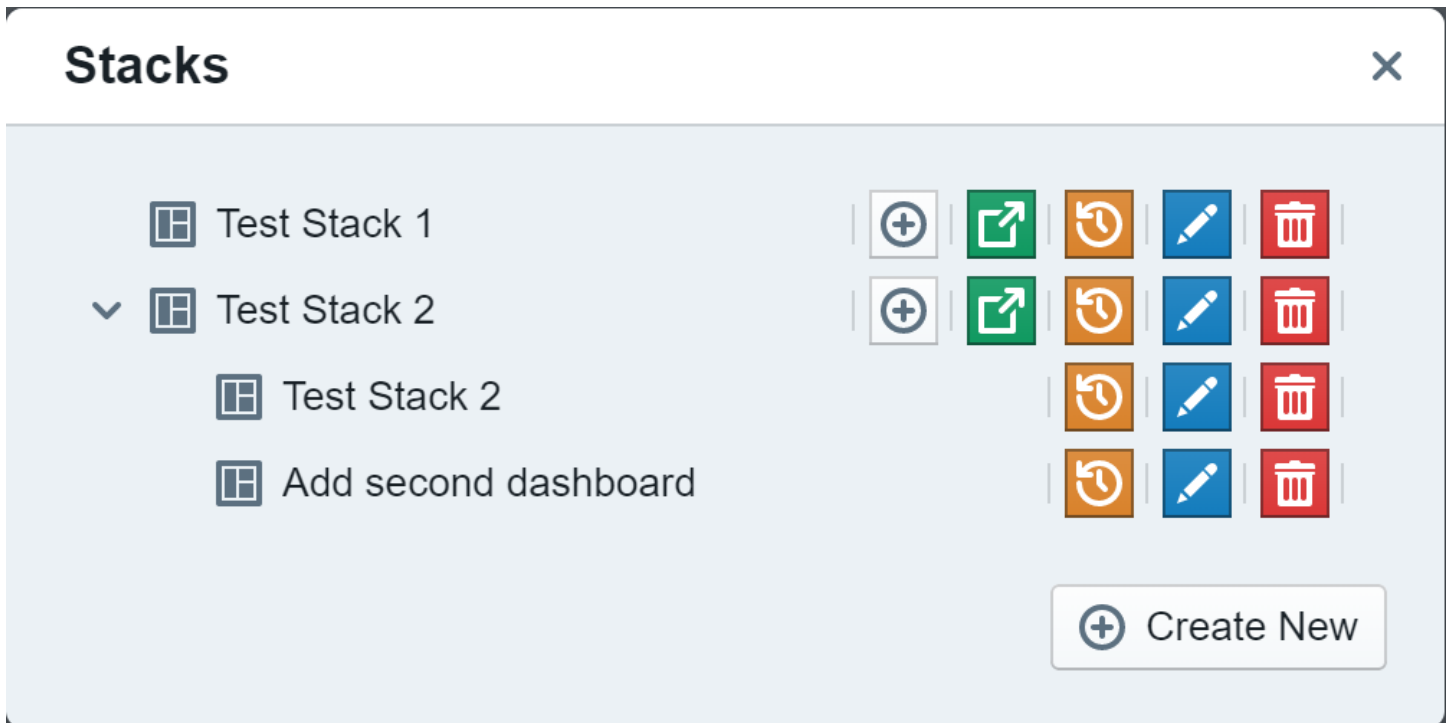 Stacks
Test Stack 1
Test Stack 2
Test Stack 2
Add second dashboard
Create New